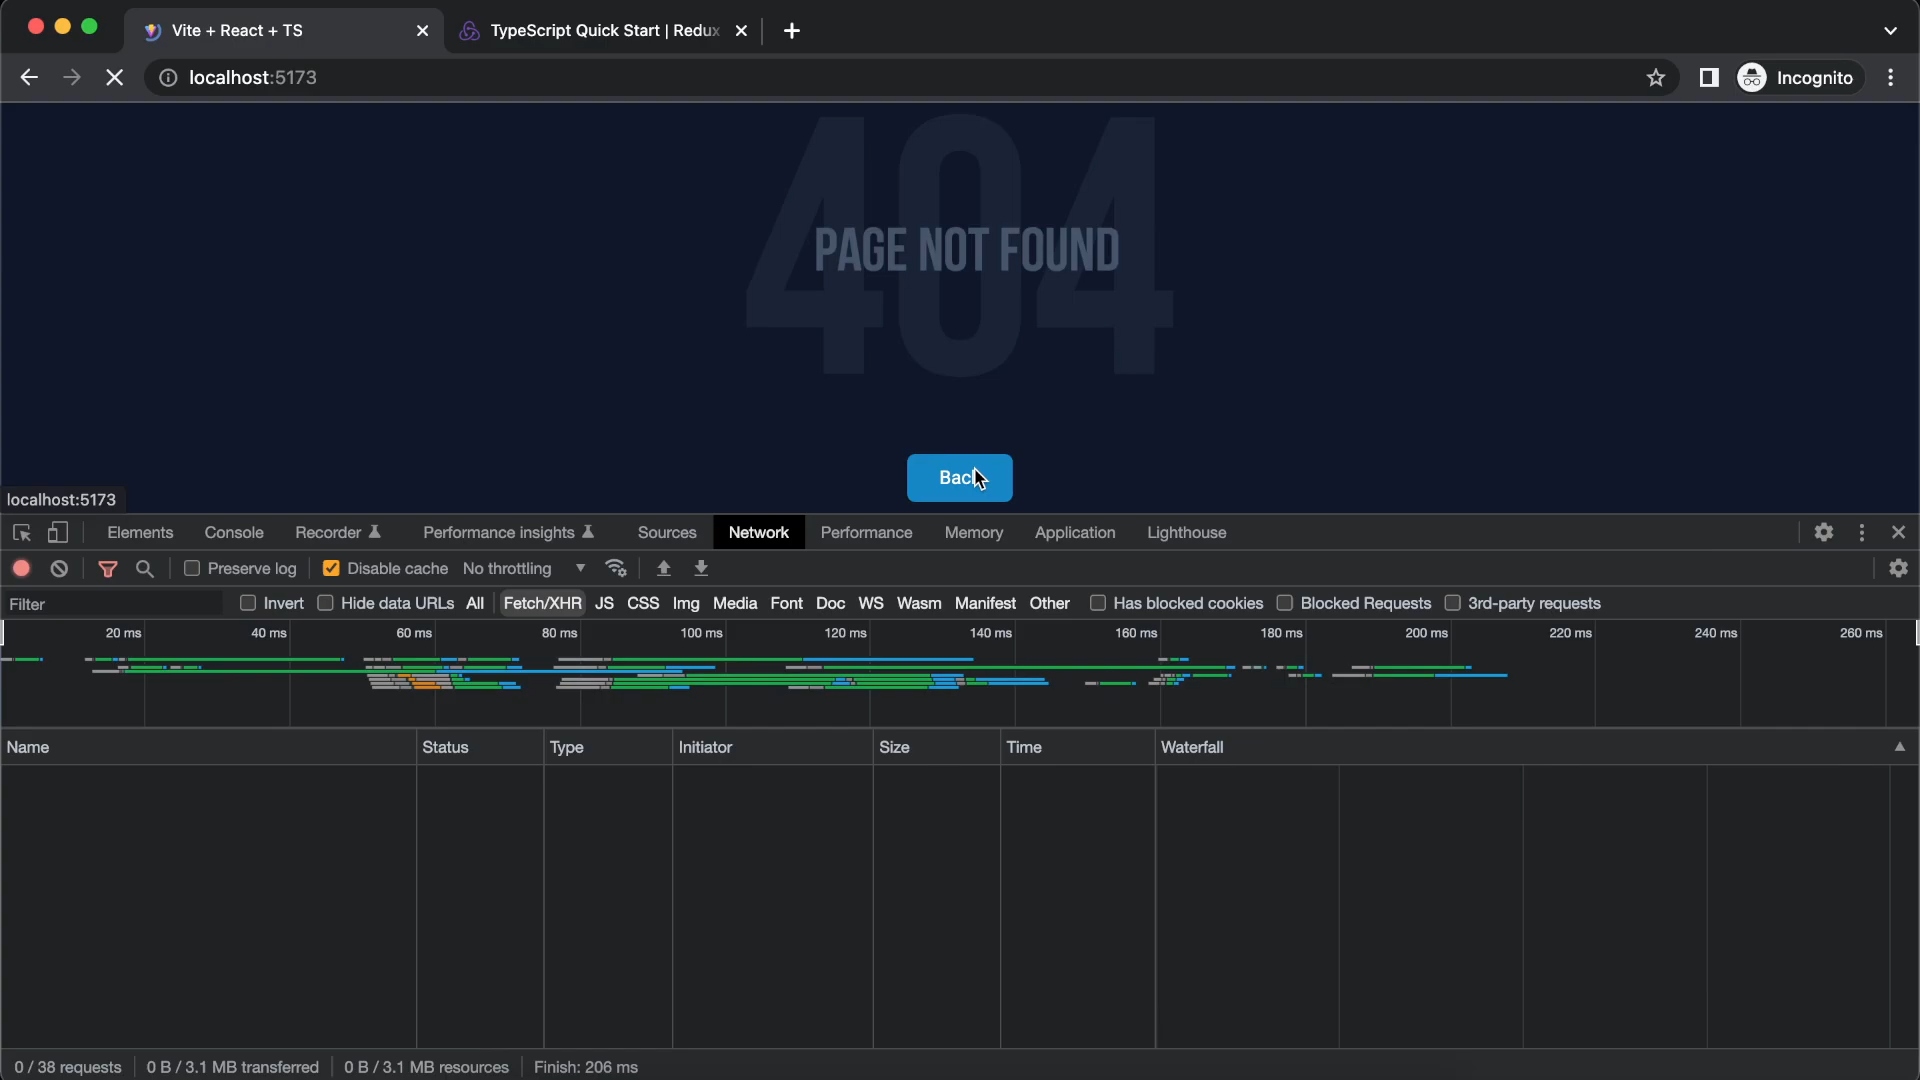 Vite + React + TS
TypeScript Quick Start | Redux
localhost:5173
Incognito
404
PAGE NOT FOUND
Back
localhost:5173
Elements Console Recorder Performance insights Sources Network Performance Memory Application Lighthouse
Preserve log Disable cache No throttling
Filter Invert Hide data URLs All Fetch/XHR JS CSS Img Media Font Doc WS Wasm Manifest Other Has blocked cookies Blocked Requests 3rd-party requests
20 ms 40 ms 60 ms 80 ms 100 ms 120 ms 140 ms 160 ms 180 ms 200 ms 220 ms 240 ms 260 ms
Name Status Type Initiator Size Time Waterfall
0 / 38 requests 0 B / 3.1 MB transferred 0 B / 3.1 MB resources Finish: 206 ms